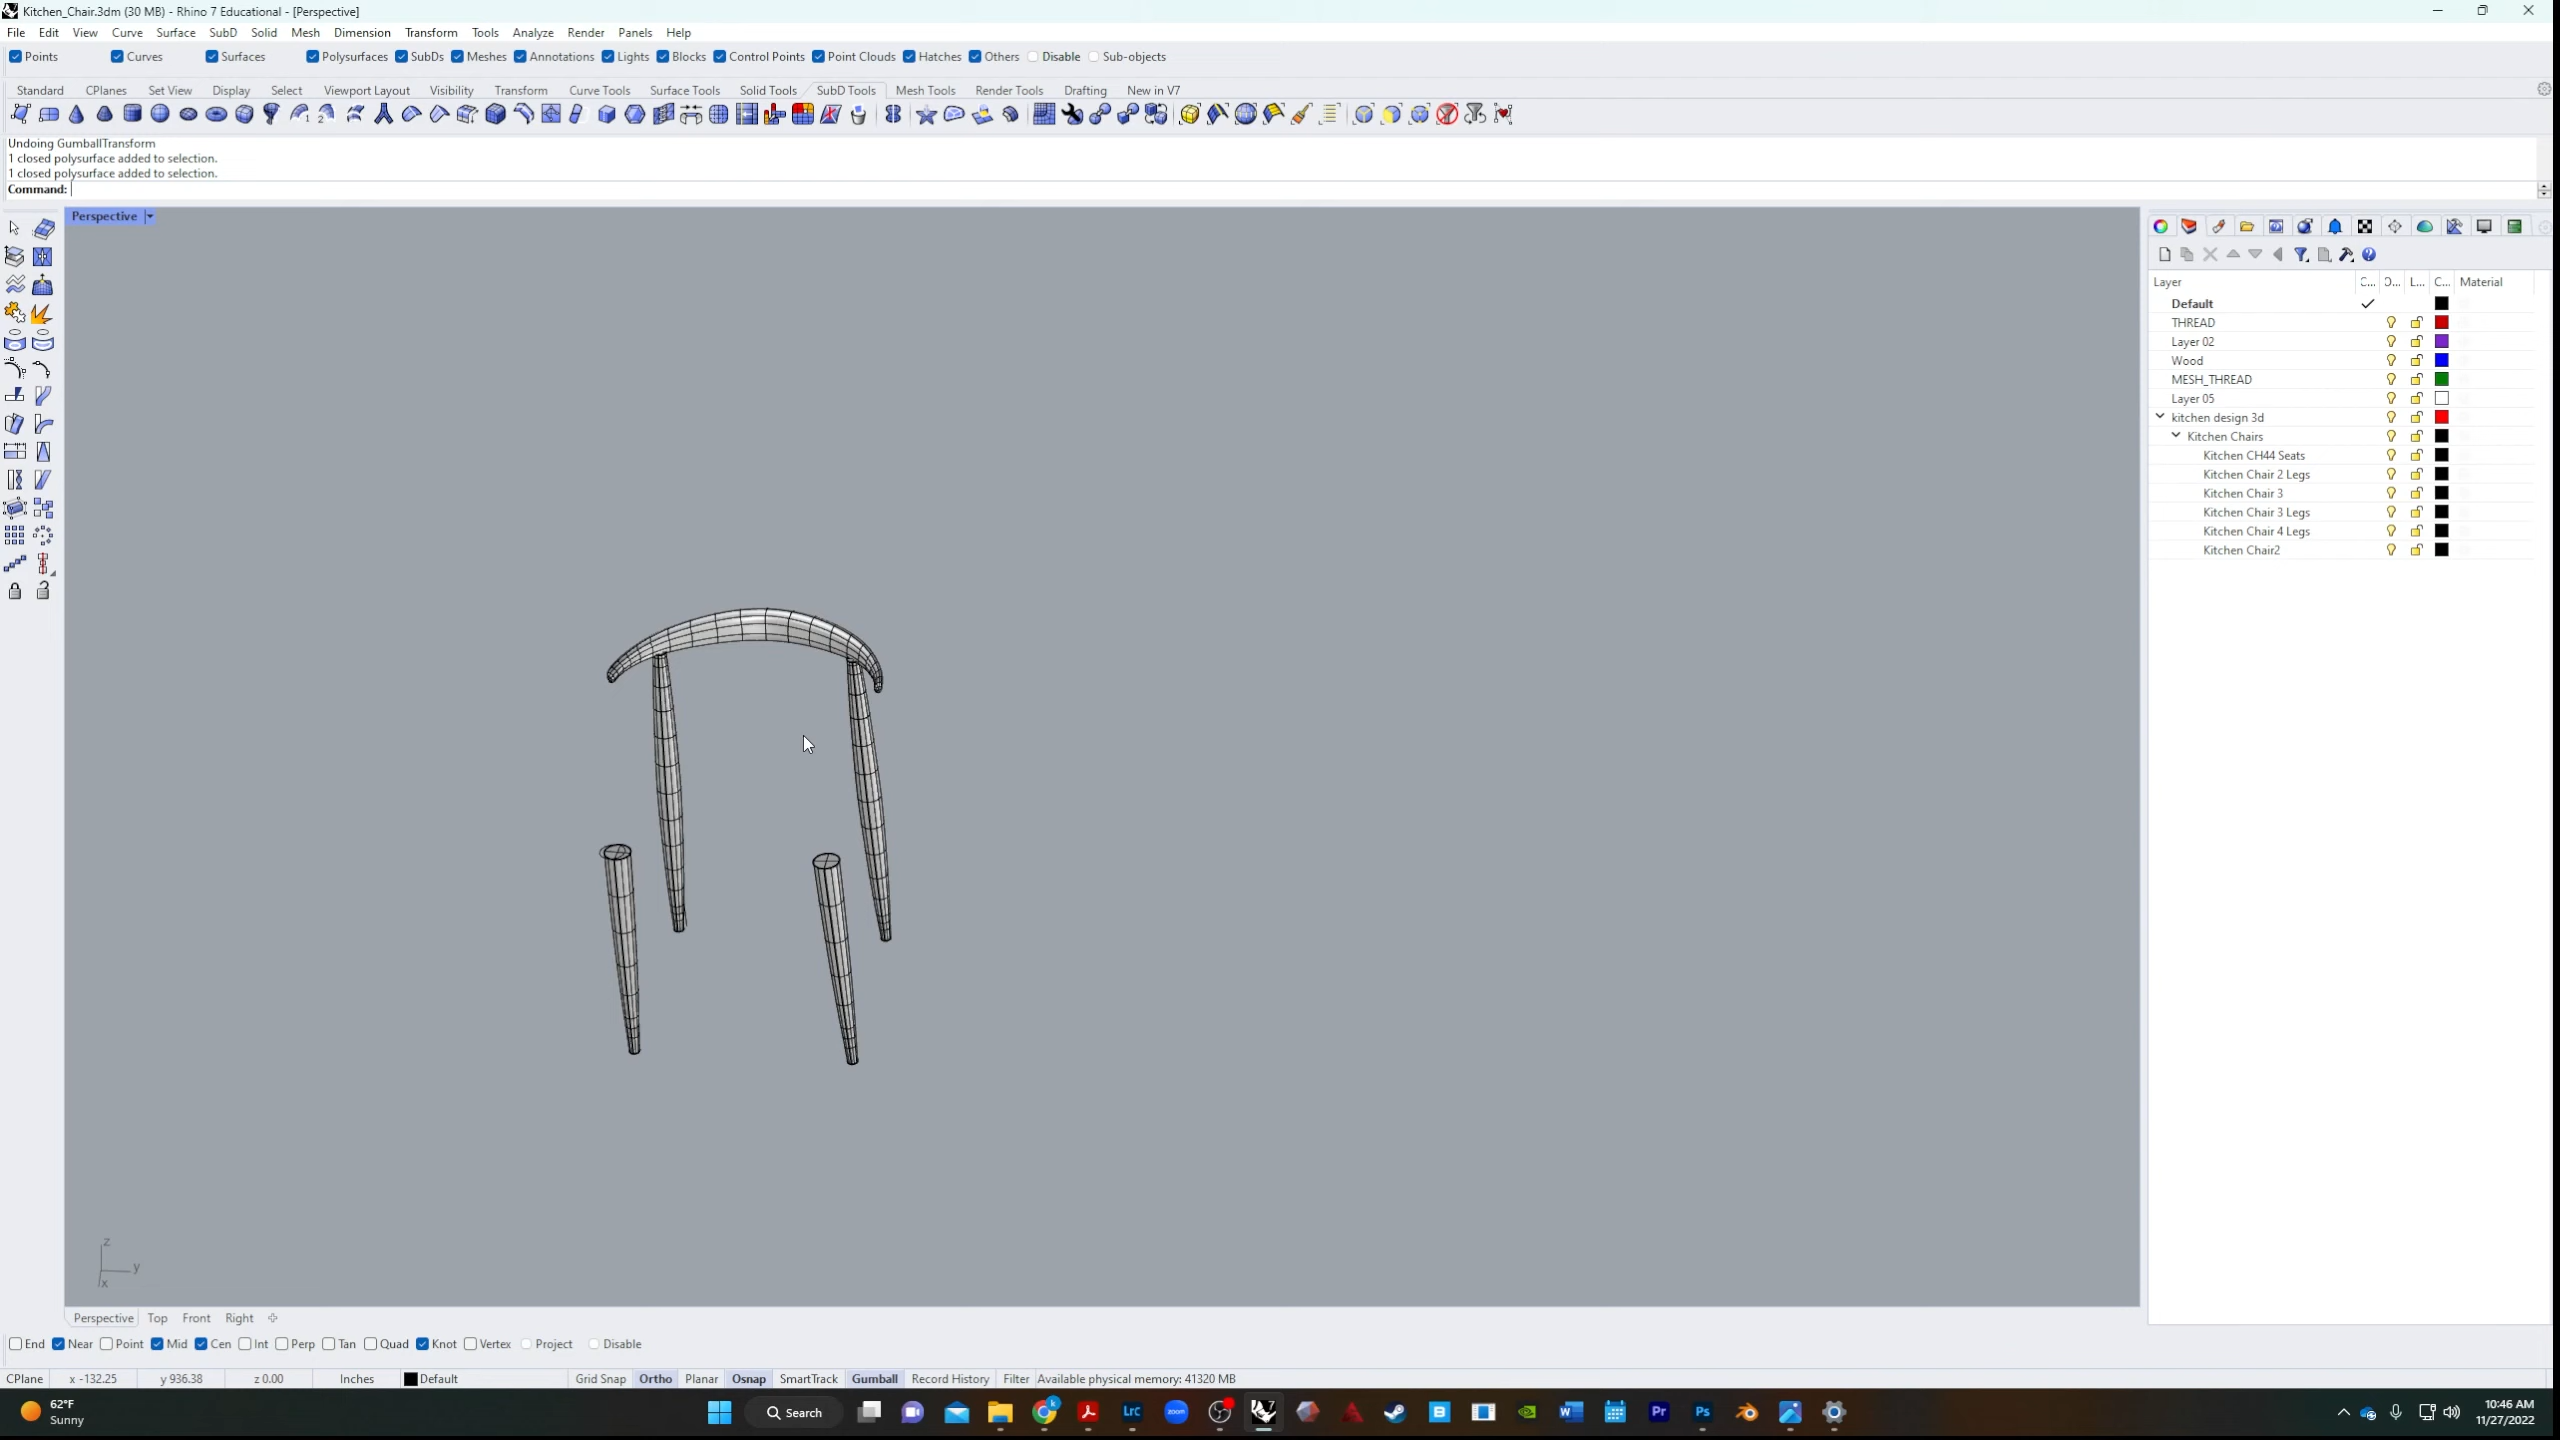 Kitchen_Chair.3dm (30 MB) - Rhino 7 Educational - [Perspective]
File Edit View Curve Surface SubD Solid Mesh Dimension Transform Tools Analyze Render Panels Help
Points Curves Surfaces Polysurfaces SubDs Meshes Annotations Lights Blocks Control Points Point Clouds Hatches Others Disable Sub-objects
Standard CPlanes Set View Display Select Viewport Layout Visibility Transform Curve Tools Surface Tools Solid Tools SubD Tools Mesh Tools Render Tools Drafting New in V7
Undoing GumballTransform
1 closed polysurface added to selection.
1 closed polysurface added to selection.
Command:
Perspective
Layer C... O... L... C... Material
Default
THREAD
Layer 02
Wood
MESH_THREAD
Layer 05
kitchen design 3d
Kitchen Chairs
Kitchen CH44 Seats
Kitchen Chair 2 Legs
Kitchen Chair 3
Kitchen Chair 3 Legs
Kitchen Chair 4 Legs
Kitchen Chair2
z
y
x
Perspective Top Front Right
End Near Point Mid Cen Int Perp Tan Quad Knot Vertex Project Disable
CPlane x -132.25 y 936.38 z 0.00 Inches Default Grid Snap Ortho Planar Osnap SmartTrack Gumball Record History Filter Available physical memory: 41320 MB
62°F
Sunny
Search
k
Lrc
zoom
7
B
W
Pr
Ps
10:46 AM
11/27/2022